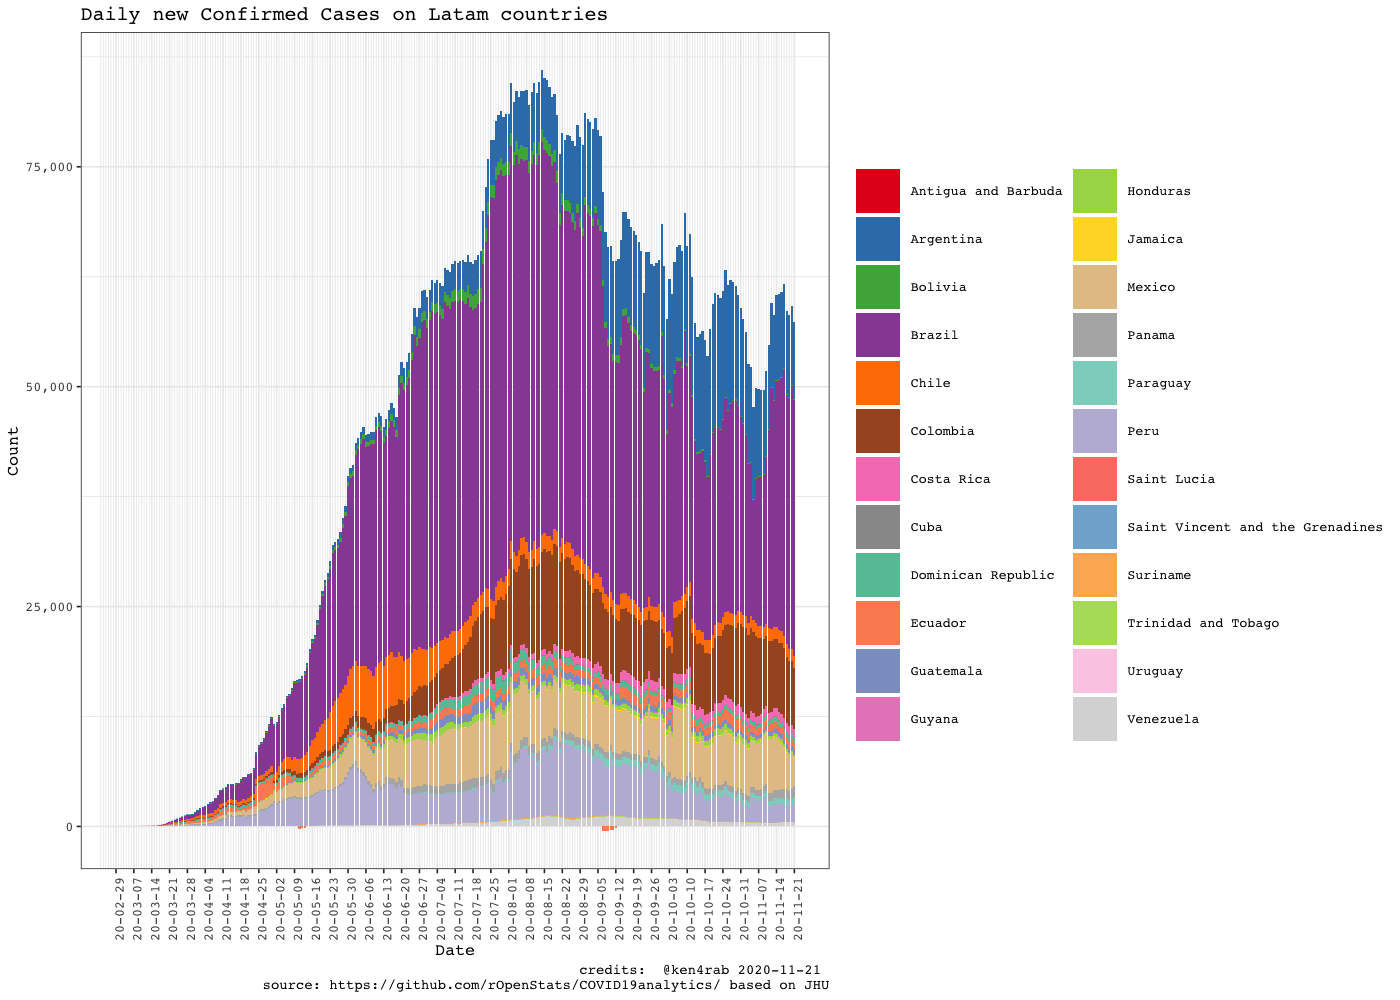 Daily new Confirmed Cases on Latam countries
Count
75,000
50,000
25,000
0
20-02-29
20-03-07
20-03-14
20-03-21
20-03-28
20-04-04
20-04-11
20-04-18
20-04-25
20-05-02
20-05-09
20-05-16
20-05-23
20-05-30
20-06-06
20-06-13
20-06-20
20-06-27
20-07-04
20-07-11
20-07-18
20-07-25
20-08-01
20-08-08
20-08-15
20-08-22
20-08-29
20-09-05
20-09-12
20-09-19
20-09-26
20-10-03
20-10-10
20-10-17
20-10-24
20-10-31
20-11-07
20-11-14
20-11-21
Date
Antigua and Barbuda
Argentina
Bolivia
Brazil
Chile
Colombia
Costa Rica
Cuba
Dominican Republic
Ecuador
Guatemala
Guyana
Honduras
Jamaica
Mexico
Panama
Paraguay
Peru
Saint Lucia
Saint Vincent and the Grenadines
Suriname
Trinidad and Tobago
Uruguay
Venezuela
credits:  @ken4rab 2020-11-21
source: https://github.com/rOpenStats/COVID19analytics/ based on JHU